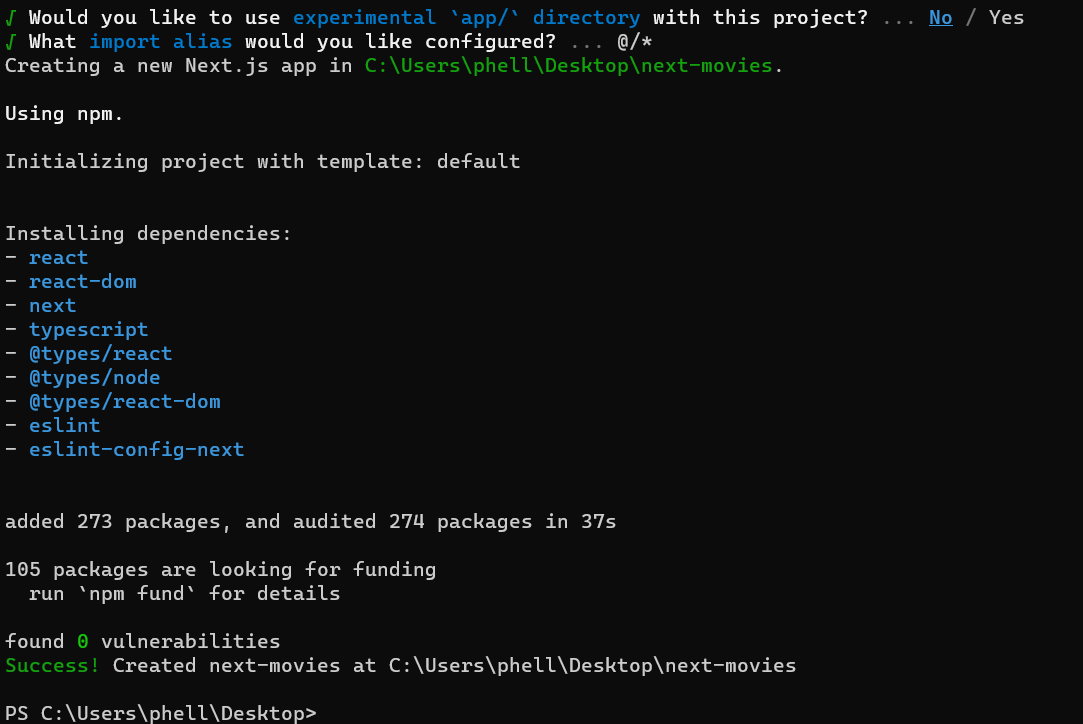 √ Would you like to use experimental `app/` directory with this project? ... No / Yes
√ What import alias would you like configured? ... @/*
Creating a new Next.js app in C:\Users\phell\Desktop\next-movies.
Using npm.
Initializing project with template: default
Installing dependencies:
- react
- react-dom
- next
- typescript
- @types/react
- @types/node
- @types/react-dom
- eslint
- eslint-config-next
added 273 packages, and audited 274 packages in 37s
105 packages are looking for funding
  run `npm fund` for details
found 0 vulnerabilities
Success! Created next-movies at C:\Users\phell\Desktop\next-movies
PS C:\Users\phell\Desktop>